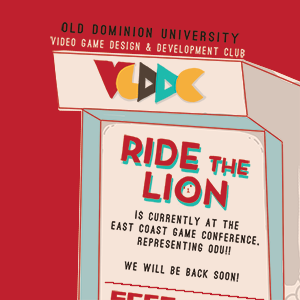 OLD DOMINION UNIVERSITY
VIDEO GAME DESIGN & DEVELOPMENT CLUB
VGDDC
RIDE THE
LION
IS CURRENTLY AT THE
EAST COAST GAME CONFERENCE,
REPRESENTING ODU!!
WE WILL BE BACK SOON!